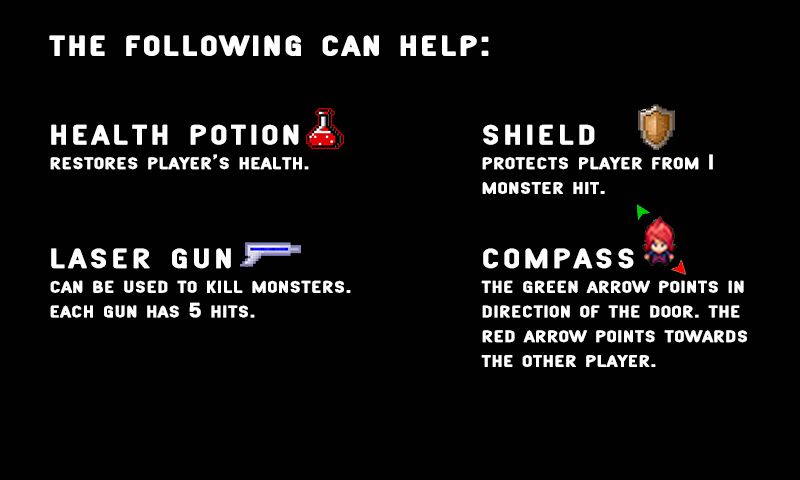 THE FOLLOWING CAN HELP:
HEALTH POTION
RESTORES PLAYER'S HEALTH.
SHIELD
PROTECTS PLAYER FROM 1
MONSTER HIT.
LASER GUN
CAN BE USED TO KILL MONSTERS.
EACH GUN HAS 5 HITS.
COMPASS
THE GREEN ARROW POINTS IN
DIRECTION OF THE DOOR. THE
RED ARROW POINTS TOWARDS
THE OTHER PLAYER.